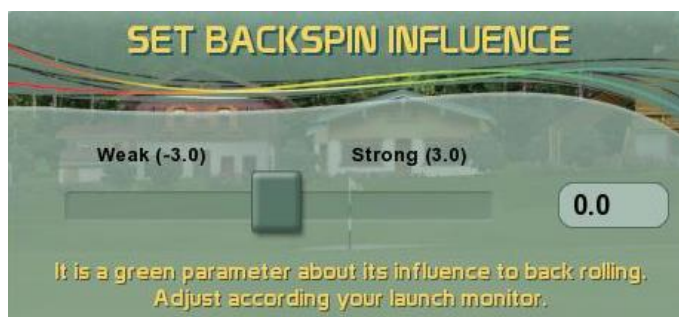 SET BACKSPIN INFLUENCE
Weak (-3.0) Strong (3.0)
0.0
It is a green parameter about its influence to back rolling.
Adjust according your launch monitor.